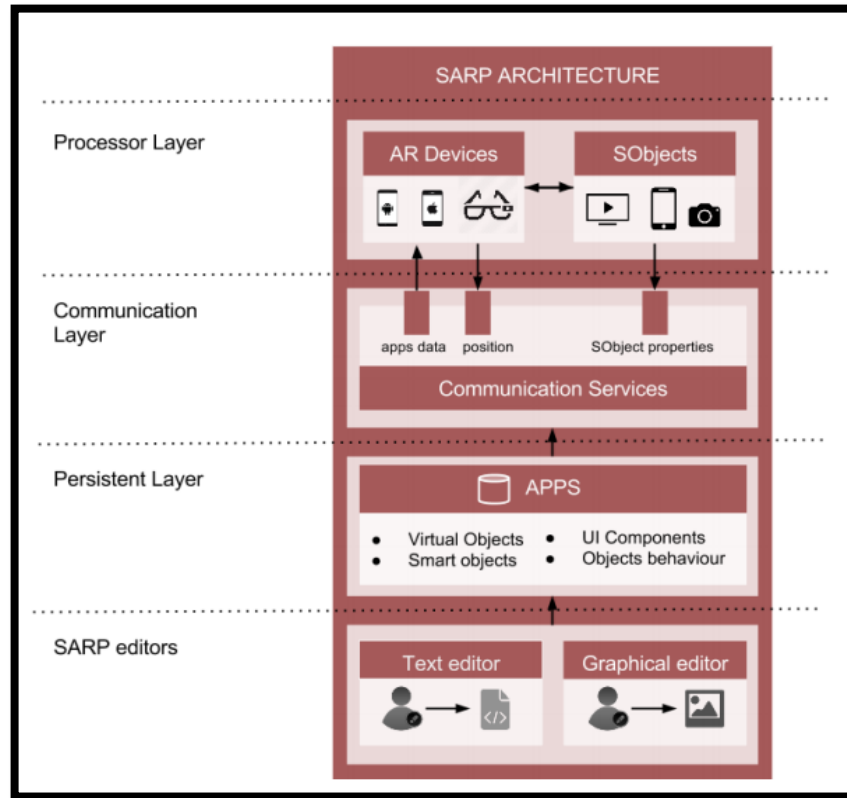 SARP ARCHITECTURE
Processor Layer
AR Devices
SObjects
Communication
Layer
apps data
position
SObject properties
Communication Services
Persistent Layer
APPS
• Virtual Objects
• Smart objects
• UI Components
• Objects behaviour
SARP editors
Text editor
Graphical editor
</>